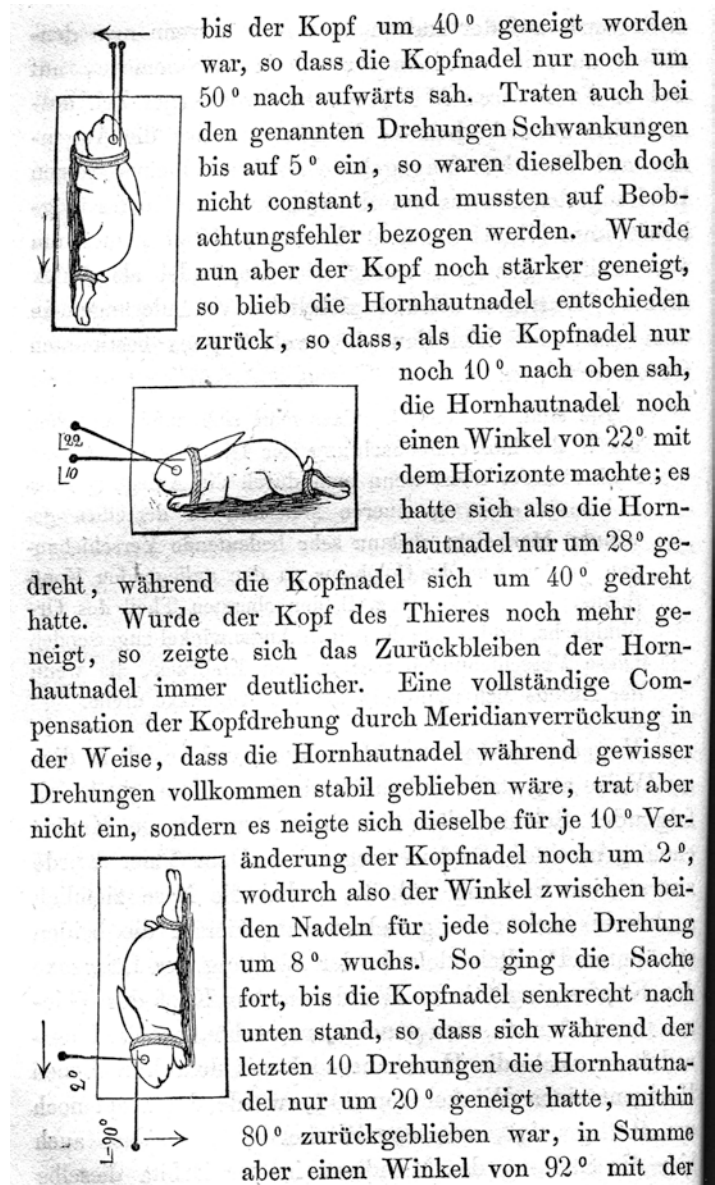 bis der Kopf um 40° geneigt worden
war, so dass die Kopfnadel nur noch um
50° nach aufwärts sah. Traten auch bei
den genannten Drehungen Schwankungen
bis auf 5° ein, so waren dieselben doch
nicht constant, und mussten auf Beob-
achtungsfehler bezogen werden. Wurde
nun aber der Kopf noch stärker geneigt,
so blieb die Hornhautnadel entschieden
zurück, so dass, als die Kopfnadel nur
noch 10° nach oben sah,
die Hornhautnadel noch
einen Winkel von 22° mit
dem Horizonte machte; es
hatte sich also die Horn-
hautnadel nur um 28° ge-
dreht, während die Kopfnadel sich um 40° gedreht
hatte. Wurde der Kopf des Thieres noch mehr ge-
neigt, so zeigte sich das Zurückbleiben der Horn-
hautnadel immer deutlicher. Eine vollständige Com-
pensation der Kopfdrehung durch Meridianverrückung in
der Weise, dass die Hornhautnadel während gewisser
Drehungen vollkommen stabil geblieben wäre, trat aber
nicht ein, sondern es neigte sich dieselbe für je 10° Ver-
änderung der Kopfnadel noch um 2°,
wodurch also der Winkel zwischen bei-
den Nadeln für jede solche Drehung
um 8° wuchs. So ging die Sache
fort, bis die Kopfnadel senkrecht nach
unten stand, so dass sich während der
letzten 10 Drehungen die Hornhautna-
del nur um 20° geneigt hatte, mithin
80° zurückgeblieben war, in Summe
aber einen Winkel von 92° mit der
∟22
∟10
2°
∟-90°